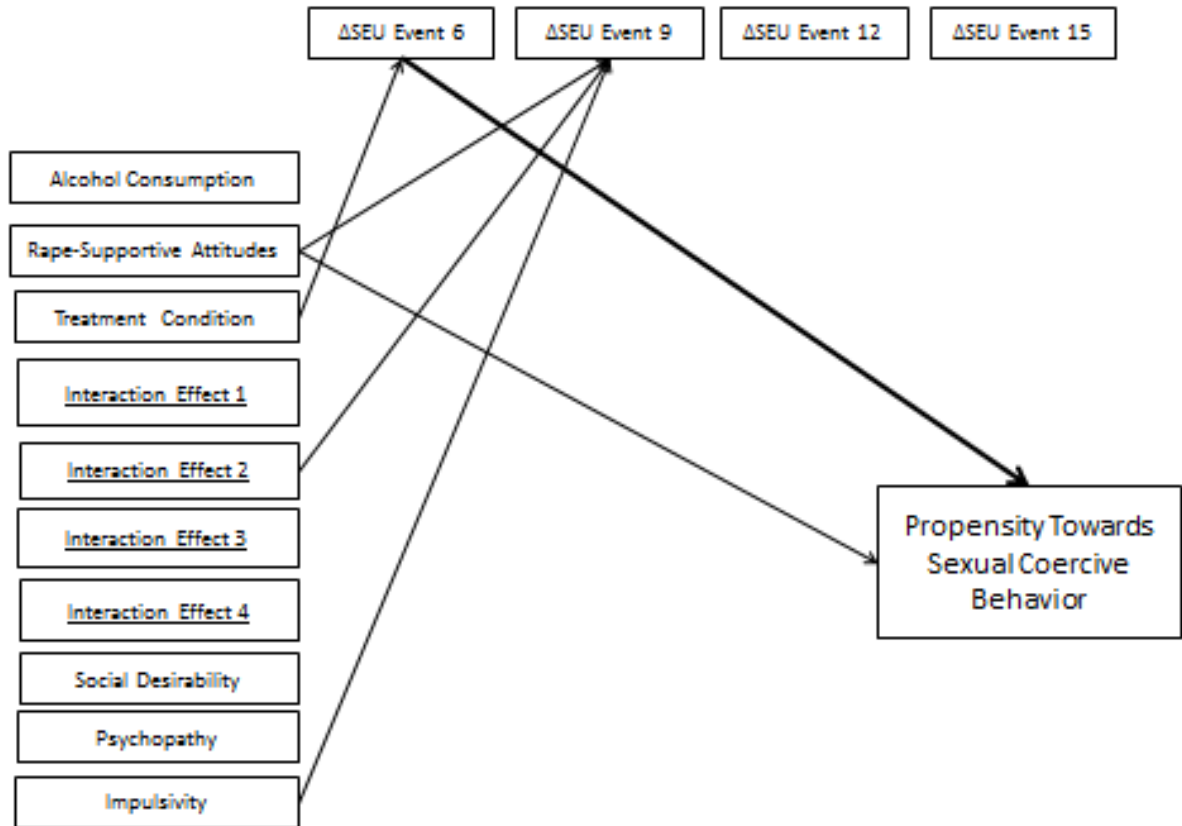 ΔSEU Event 6
ΔSEU Event 9
ΔSEU Event 12
ΔSEU Event 15
Alcohol Consumption
Rape-Supportive Attitudes
Treatment Condition
Interaction Effect 1
Interaction Effect 2
Interaction Effect 3
Interaction Effect 4
Social Desirability
Psychopathy
Impulsivity
Propensity Towards
Sexual Coercive
Behavior